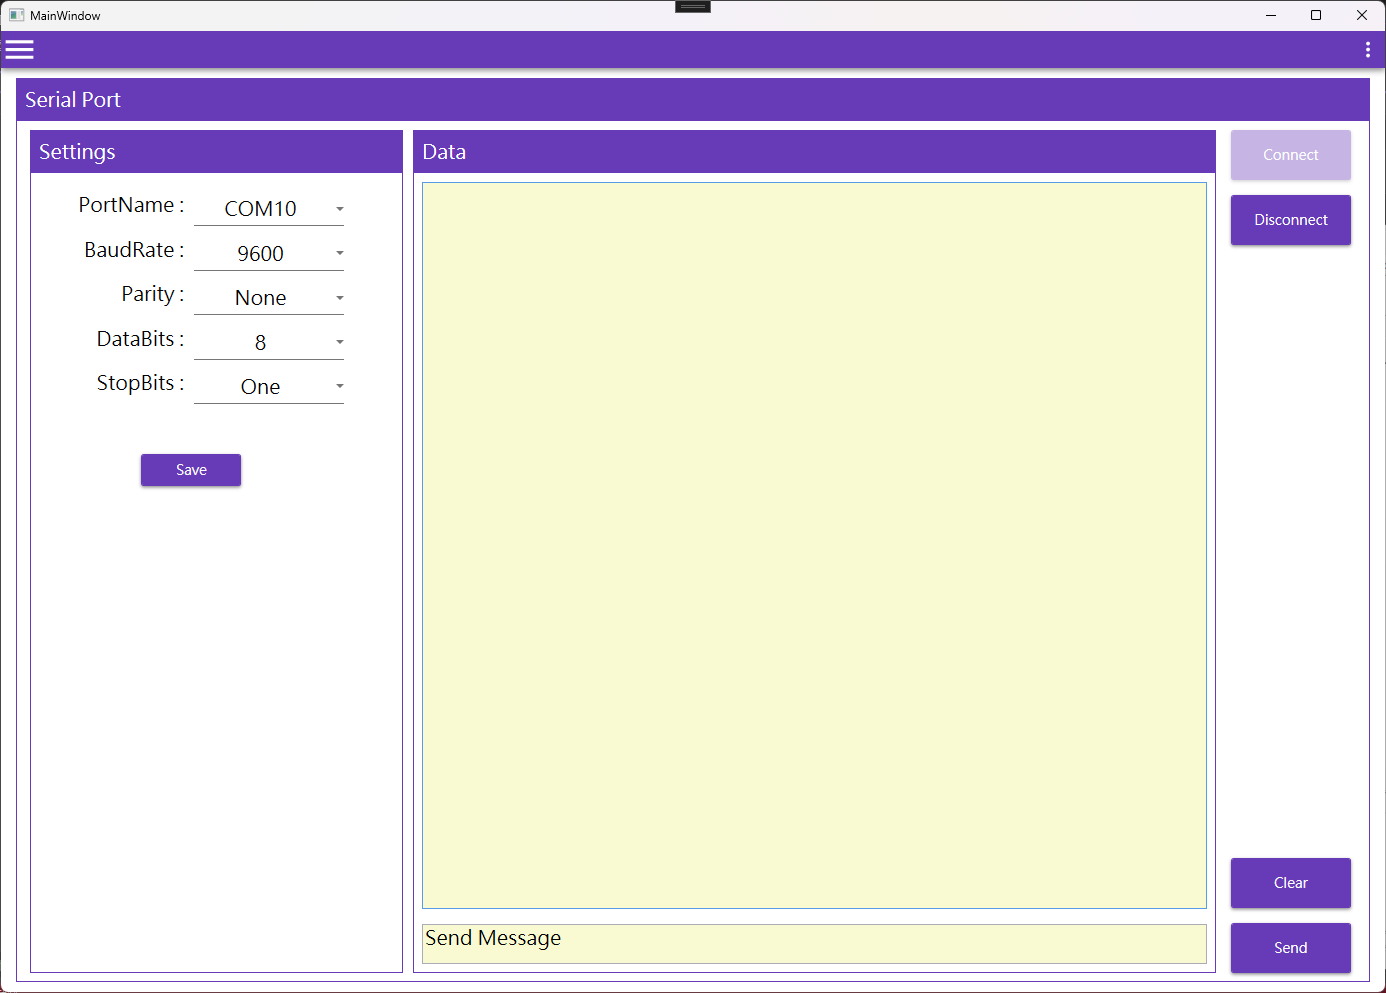 MainWindow
Serial Port
Settings
PortName :
COM10
BaudRate :
9600
Parity :
None
DataBits :
8
StopBits :
One
Save
Data
Send Message
Connect
Disconnect
Clear
Send